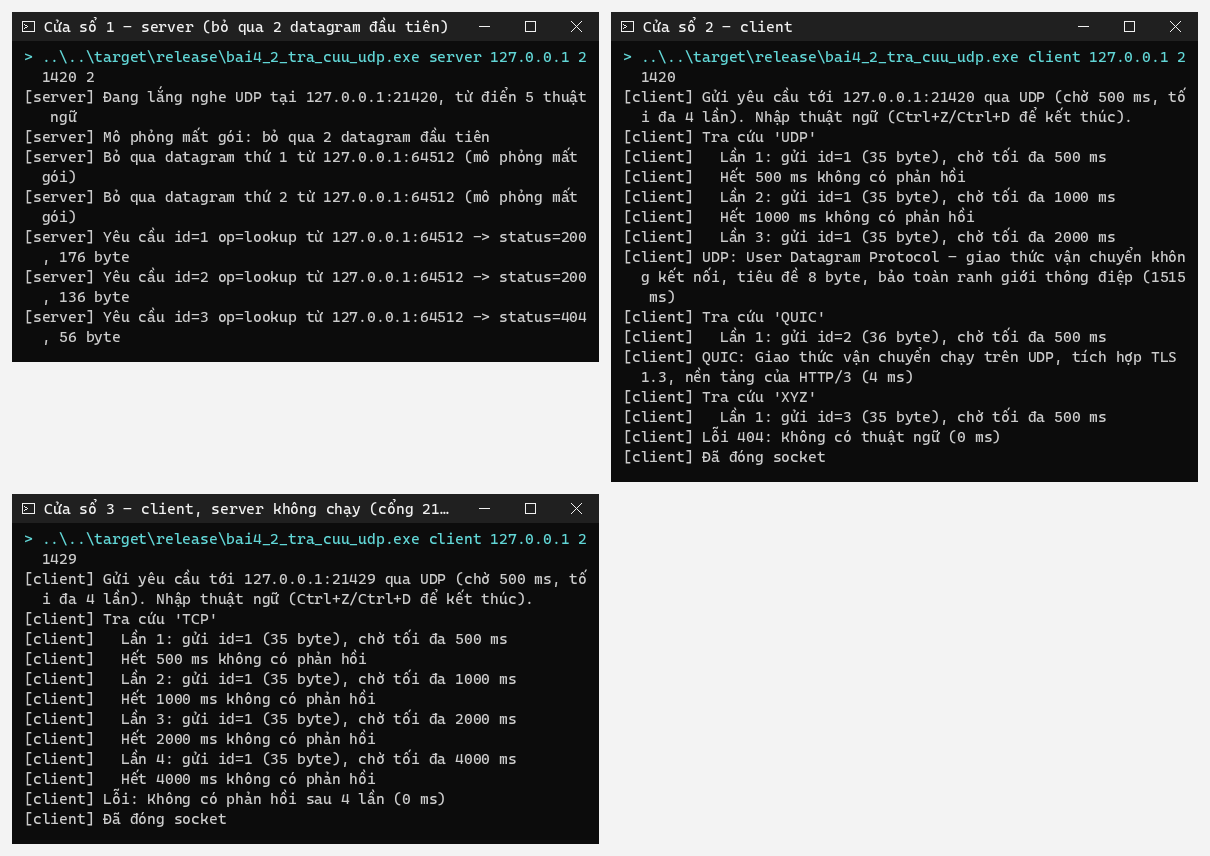 Cửa sổ 1 — server (bỏ qua 2 datagram đầu tiên)
> ..\..\target\release\bai4_2_tra_cuu_udp.exe server 127.0.0.1 2
1420 2
[server] Đang lắng nghe UDP tại 127.0.0.1:21420, từ điển 5 thuật
ngữ
[server] Mô phỏng mất gói: bỏ qua 2 datagram đầu tiên
[server] Bỏ qua datagram thứ 1 từ 127.0.0.1:64512 (mô phỏng mất
gói)
[server] Bỏ qua datagram thứ 2 từ 127.0.0.1:64512 (mô phỏng mất
gói)
[server] Yêu cầu id=1 op=lookup từ 127.0.0.1:64512 -> status=200
, 176 byte
[server] Yêu cầu id=2 op=lookup từ 127.0.0.1:64512 -> status=200
, 136 byte
[server] Yêu cầu id=3 op=lookup từ 127.0.0.1:64512 -> status=404
, 56 byte
Cửa sổ 2 — client
> ..\..\target\release\bai4_2_tra_cuu_udp.exe client 127.0.0.1 2
1420
[client] Gửi yêu cầu tới 127.0.0.1:21420 qua UDP (chờ 500 ms, tố
i đa 4 lần). Nhập thuật ngữ (Ctrl+Z/Ctrl+D để kết thúc).
[client] Tra cứu 'UDP'
[client]   Lần 1: gửi id=1 (35 byte), chờ tối đa 500 ms
[client]   Hết 500 ms không có phản hồi
[client]   Lần 2: gửi id=1 (35 byte), chờ tối đa 1000 ms
[client]   Hết 1000 ms không có phản hồi
[client]   Lần 3: gửi id=1 (35 byte), chờ tối đa 2000 ms
[client] UDP: User Datagram Protocol — giao thức vận chuyển khôn
g kết nối, tiêu đề 8 byte, bảo toàn ranh giới thông điệp (1515
ms)
[client] Tra cứu 'QUIC'
[client]   Lần 1: gửi id=2 (36 byte), chờ tối đa 500 ms
[client] QUIC: Giao thức vận chuyển chạy trên UDP, tích hợp TLS
1.3, nền tảng của HTTP/3 (4 ms)
[client] Tra cứu 'XYZ'
[client]   Lần 1: gửi id=3 (35 byte), chờ tối đa 500 ms
[client] Lỗi 404: Không có thuật ngữ (0 ms)
[client] Đã đóng socket
Cửa sổ 3 — client, server không chạy (cổng 21…
> ..\..\target\release\bai4_2_tra_cuu_udp.exe client 127.0.0.1 2
1429
[client] Gửi yêu cầu tới 127.0.0.1:21429 qua UDP (chờ 500 ms, tố
i đa 4 lần). Nhập thuật ngữ (Ctrl+Z/Ctrl+D để kết thúc).
[client] Tra cứu 'TCP'
[client]   Lần 1: gửi id=1 (35 byte), chờ tối đa 500 ms
[client]   Hết 500 ms không có phản hồi
[client]   Lần 2: gửi id=1 (35 byte), chờ tối đa 1000 ms
[client]   Hết 1000 ms không có phản hồi
[client]   Lần 3: gửi id=1 (35 byte), chờ tối đa 2000 ms
[client]   Hết 2000 ms không có phản hồi
[client]   Lần 4: gửi id=1 (35 byte), chờ tối đa 4000 ms
[client]   Hết 4000 ms không có phản hồi
[client] Lỗi: Không có phản hồi sau 4 lần (0 ms)
[client] Đã đóng socket